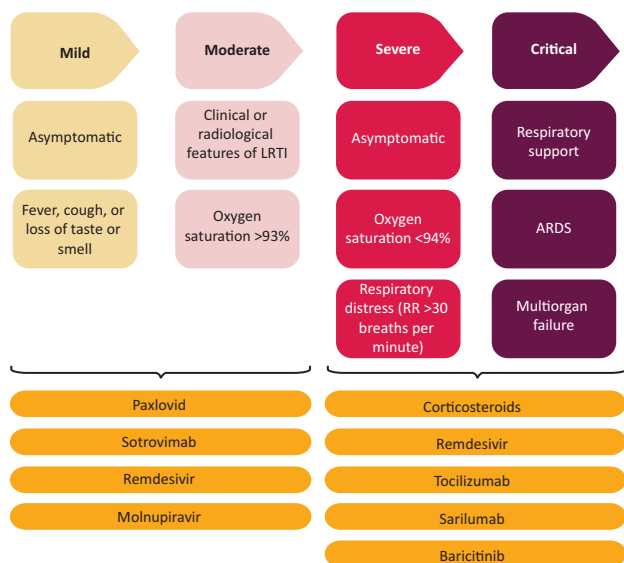 Mild
Moderate
Severe
Critical
Asymptomatic
Clinical or
radiological
features of LRTI
Asymptomatic
Respiratory
support
Fever, cough, or
loss of taste or
smell
Oxygen
saturation >93%
Oxygen
saturation <94%
ARDS
Respiratory
distress (RR >30
breaths per
minute)
Multiorgan
failure
Paxlovid
Sotrovimab
Remdesivir
Molnupiravir
Corticosteroids
Remdesivir
Tocilizumab
Sarilumab
Baricitinib